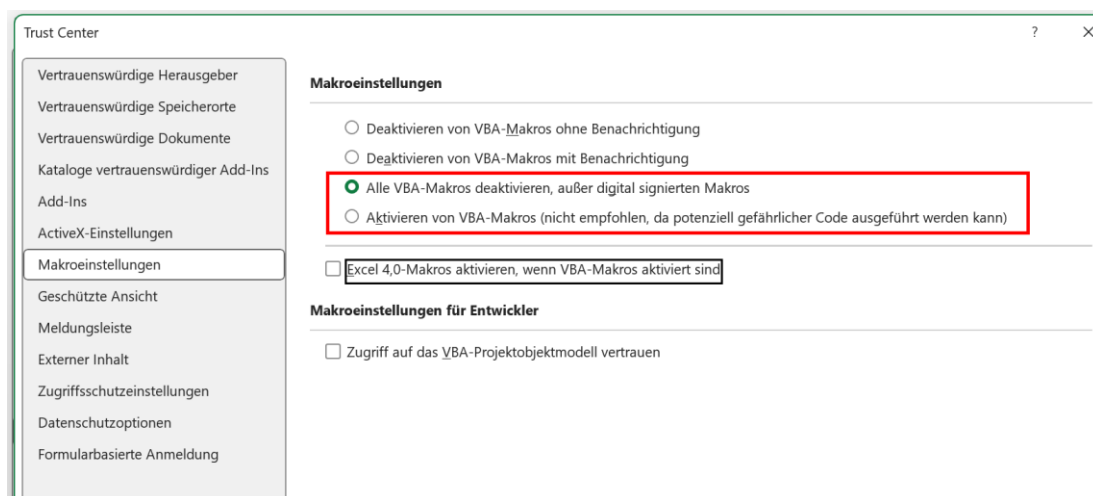 Trust Center
?
Vertrauenswürdige Herausgeber
Vertrauenswürdige Speicherorte
Vertrauenswürdige Dokumente
Kataloge vertrauenswürdiger Add-Ins
Add-Ins
ActiveX-Einstellungen
Makroeinstellungen
Geschützte Ansicht
Meldungsleiste
Externer Inhalt
Zugriffsschutzeinstellungen
Datenschutzoptionen
Formularbasierte Anmeldung
Makroeinstellungen
Deaktivieren von VBA-Makros ohne Benachrichtigung
Deaktivieren von VBA-Makros mit Benachrichtigung
Alle VBA-Makros deaktivieren, außer digital signierten Makros
Aktivieren von VBA-Makros (nicht empfohlen, da potenziell gefährlicher Code ausgeführt werden kann)
Excel 4,0-Makros aktivieren, wenn VBA-Makros aktiviert sind
Makroeinstellungen für Entwickler
Zugriff auf das VBA-Projektobjektmodell vertrauen